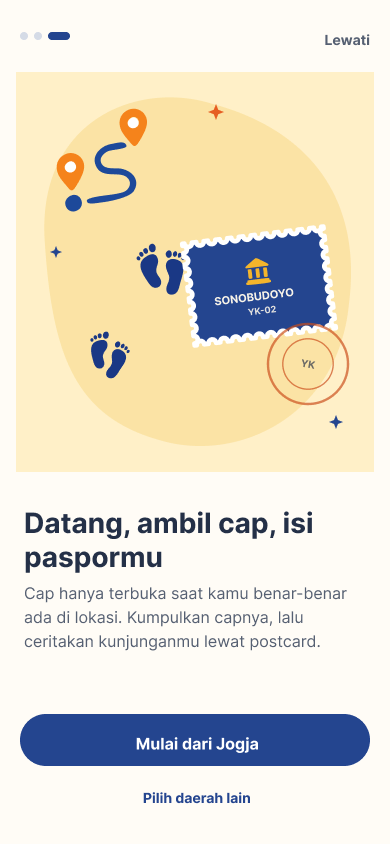 Lewati
SONOBUDOYO
YK-02
YK
Datang, ambil cap, isi
paspormu
Cap hanya terbuka saat kamu benar-benar
ada di lokasi. Kumpulkan capnya, lalu
ceritakan kunjunganmu lewat postcard.
Mulai dari Jogja
Pilih daerah lain